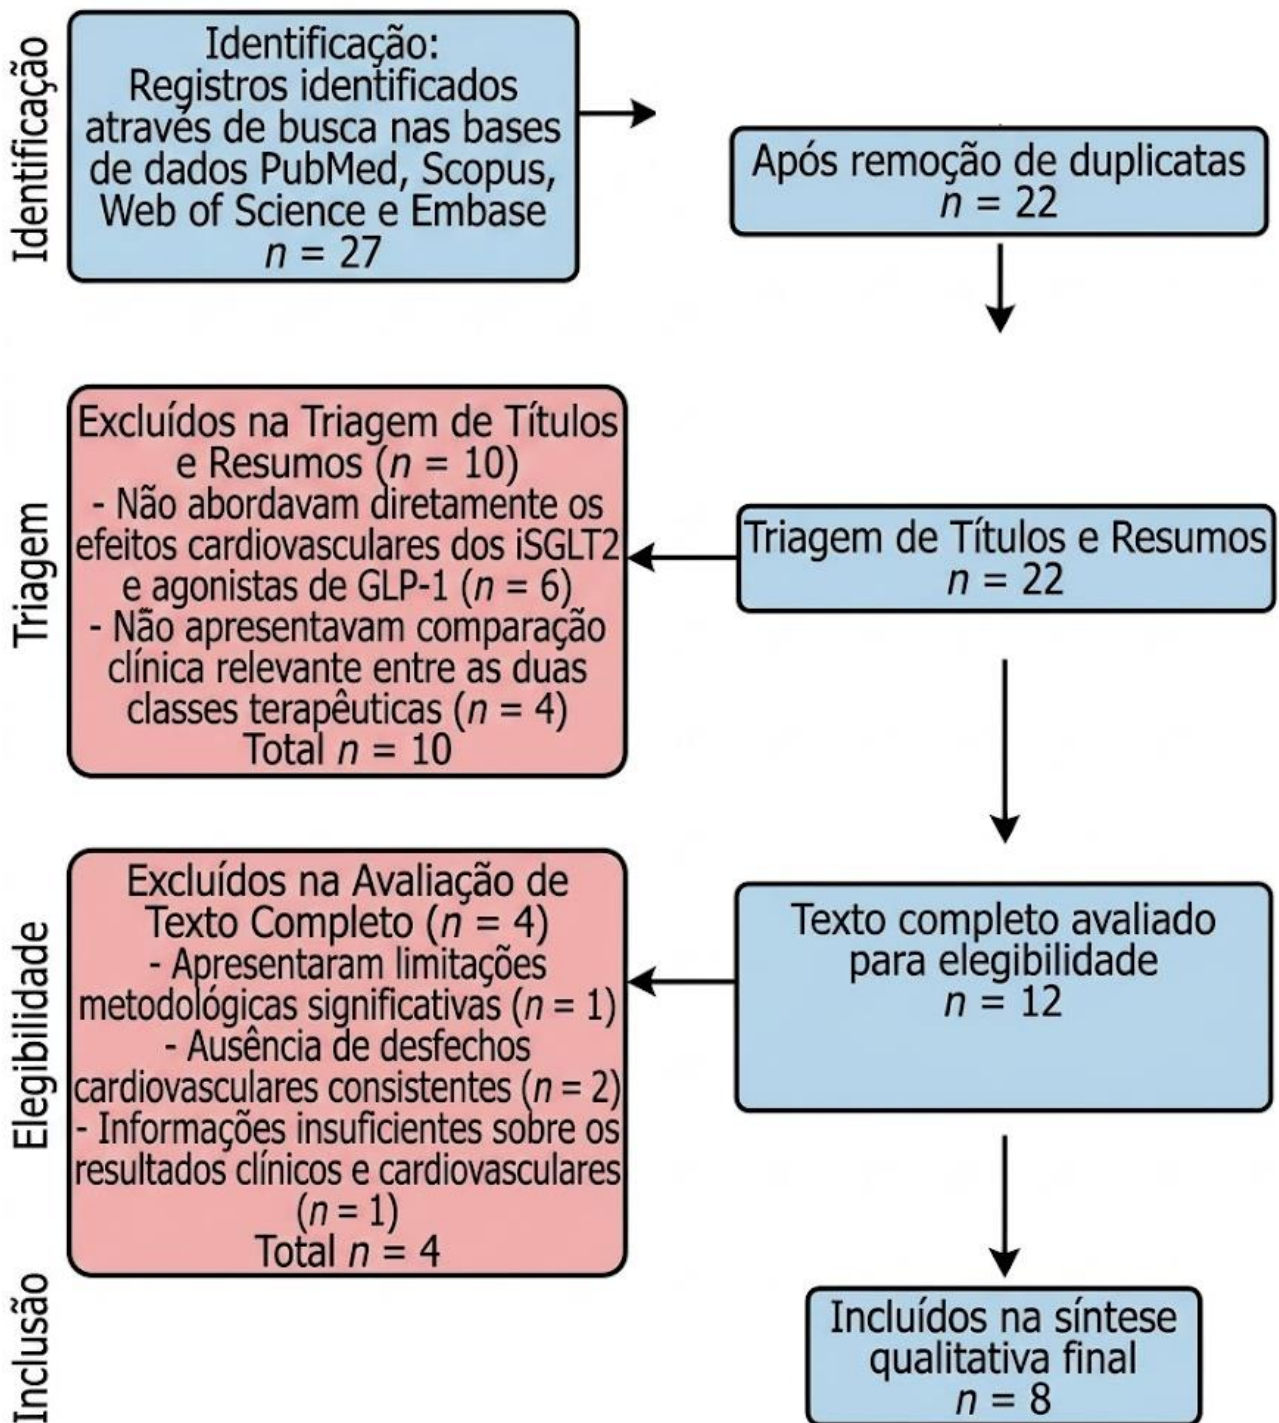 Identificação
Identificação:
Registros identificados
através de busca nas bases
de dados PubMed, Scopus,
Web of Science e Embase
n = 27
Após remoção de duplicatas
n = 22
Triagem
Excluídos na Triagem de Títulos
e Resumos (n = 10)
- Não abordavam diretamente os
efeitos cardiovasculares dos iSGLT2
e agonistas de GLP-1 (n = 6)
- Não apresentavam comparação
clínica relevante entre as duas
classes terapêuticas (n = 4)
Total n = 10
Triagem de Títulos e Resumos
n = 22
Elegibilidade
Excluídos na Avaliação de
Texto Completo (n = 4)
- Apresentaram limitações
metodológicas significativas (n = 1)
- Ausência de desfechos
cardiovasculares consistentes (n = 2)
- Informações insuficientes sobre os
resultados clínicos e cardiovasculares
(n = 1)
Total n = 4
Texto completo avaliado
para elegibilidade
n = 12
Inclusão
Incluídos na síntese
qualitativa final
n = 8